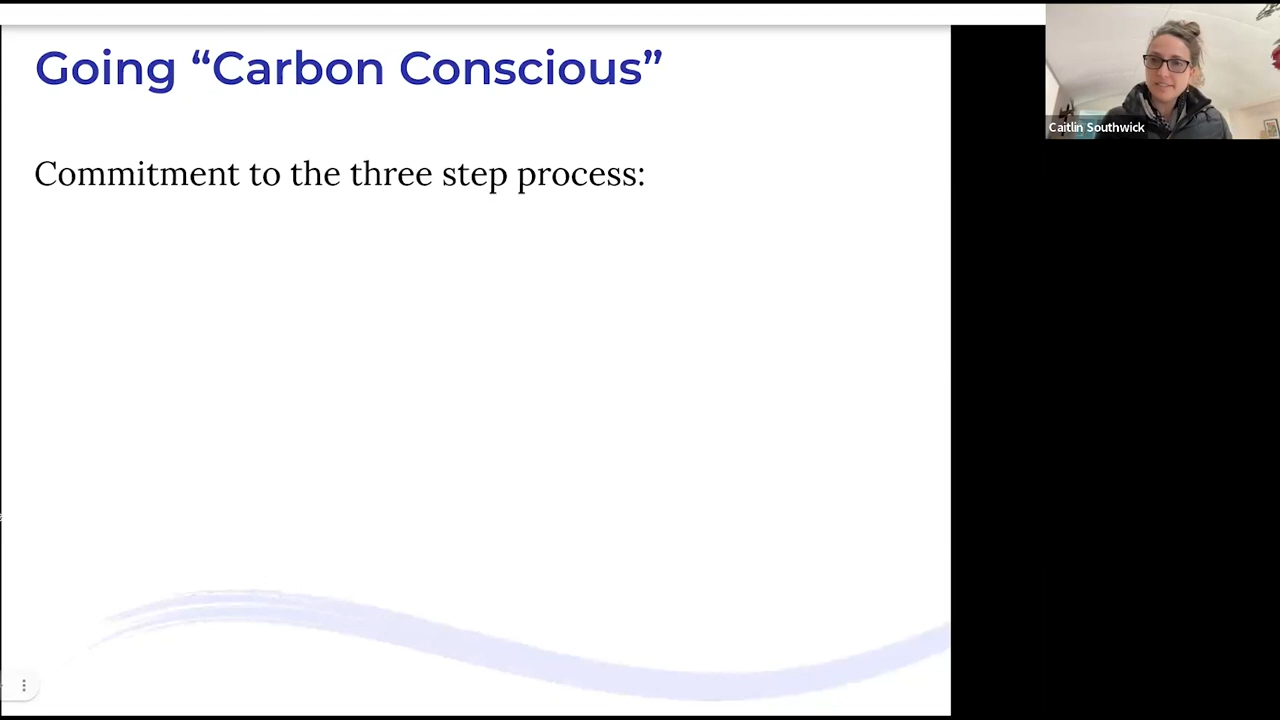 Going “Carbon Conscious”
Commitment to the three step process:
Caitlin Southwick